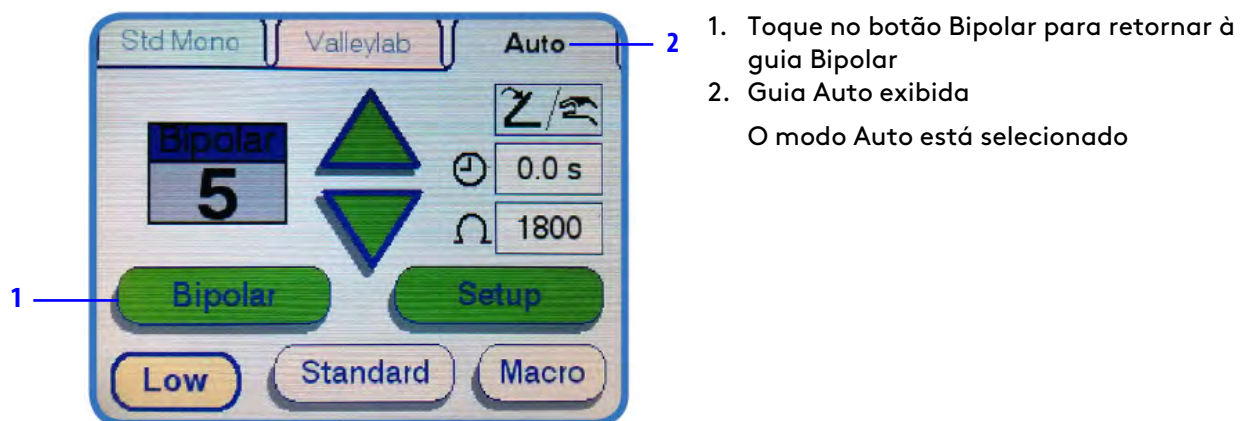 Std Mono Valleylab Auto 2
Bipolar
5
0.0 s
Ω 1800
1 Bipolar Setup
Low Standard Macro
1. Toque no botão Bipolar para retornar à
guia Bipolar
2. Guia Auto exibida
O modo Auto está selecionado